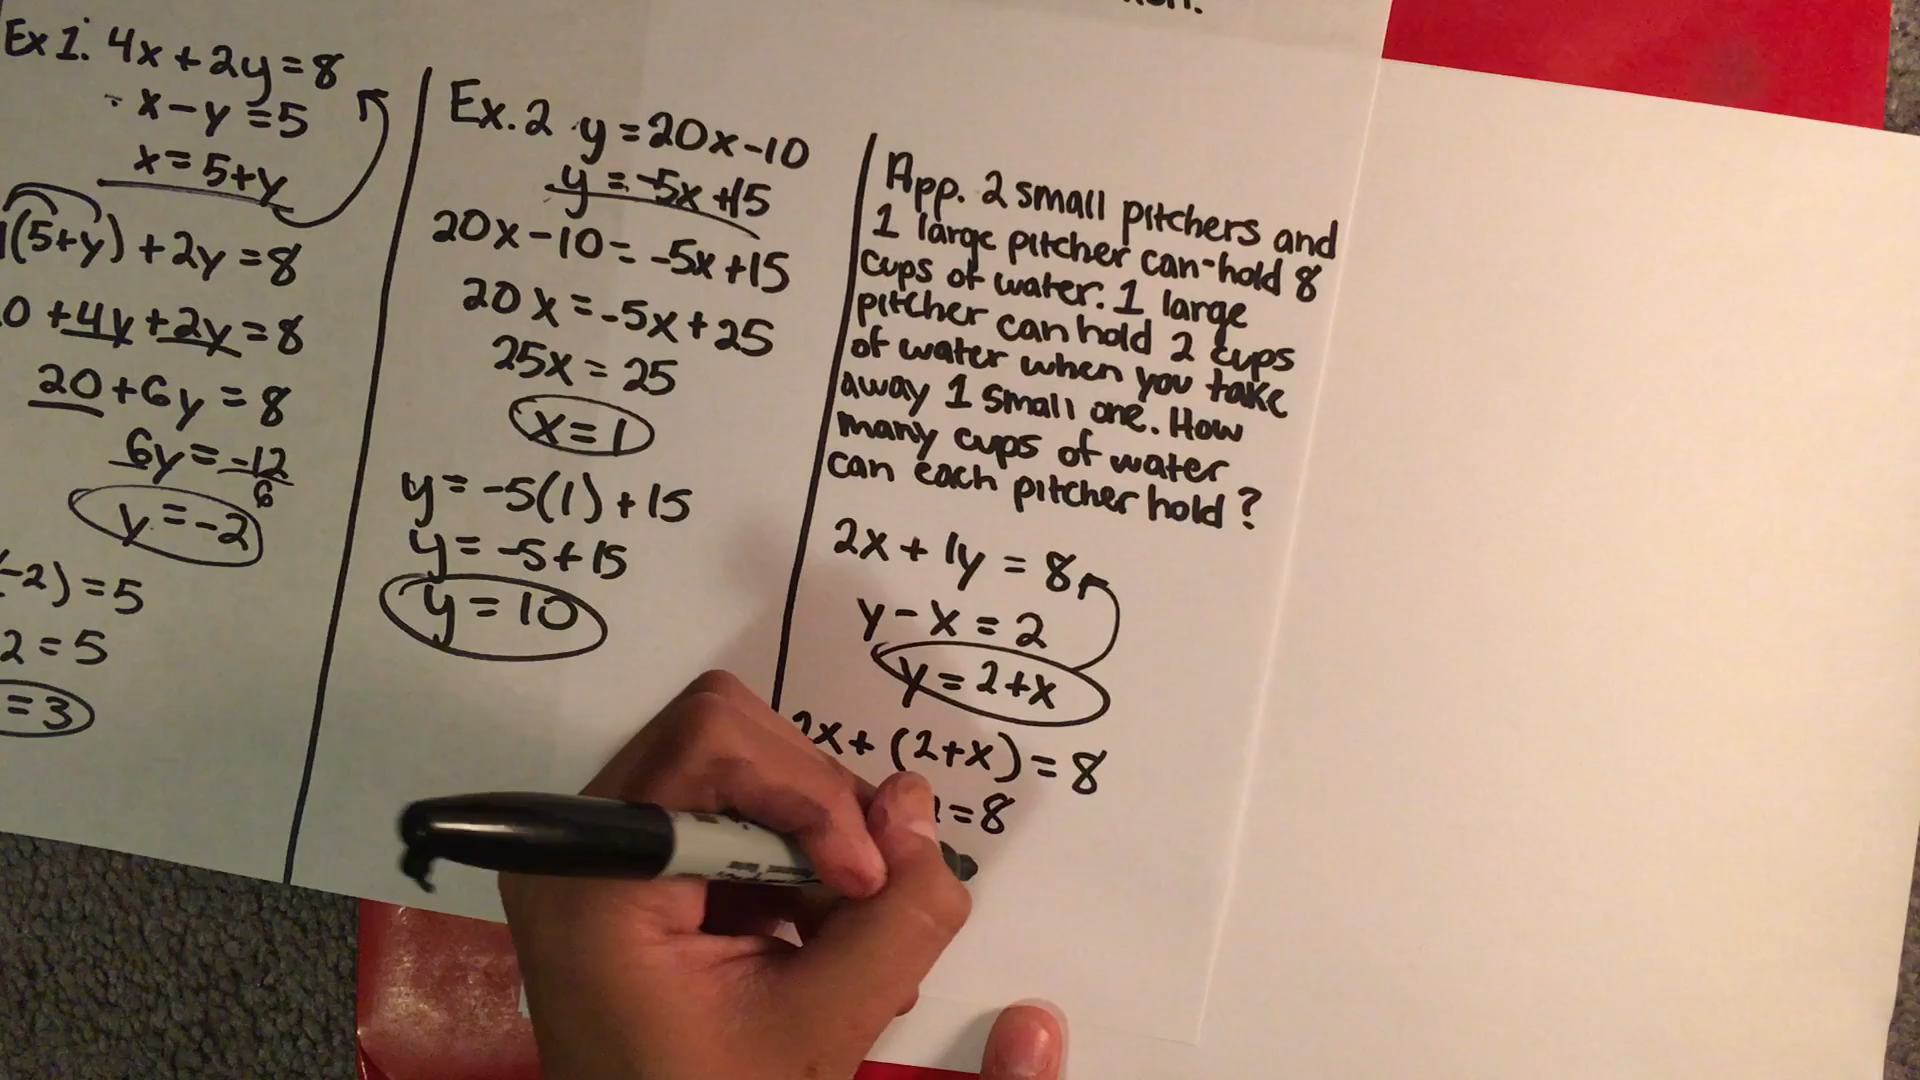 Ex 1: 4x+2y=8
x-y=5
x=5+y
(5+y)+2y=8
0+4y+2y=8
20+6y=8
6y=-12
6
y=-2
-2)=5
2=5
=3
Ex.2 y=20x-10
y=-5x+15
20x-10=-5x+15
20x=-5x+25
25x=25
x=1
y=-5(1)+15
y=-5+15
y=10
App. 2 small pitchers and
1 large pitcher can hold 8
cups of water. 1 large
pitcher can hold 2 cups
of water when you take
away 1 small one. How
many cups of water
can each pitcher hold?
2x+1y=8
y-x=2
y=2+x
2x+(2+x)=8
=8